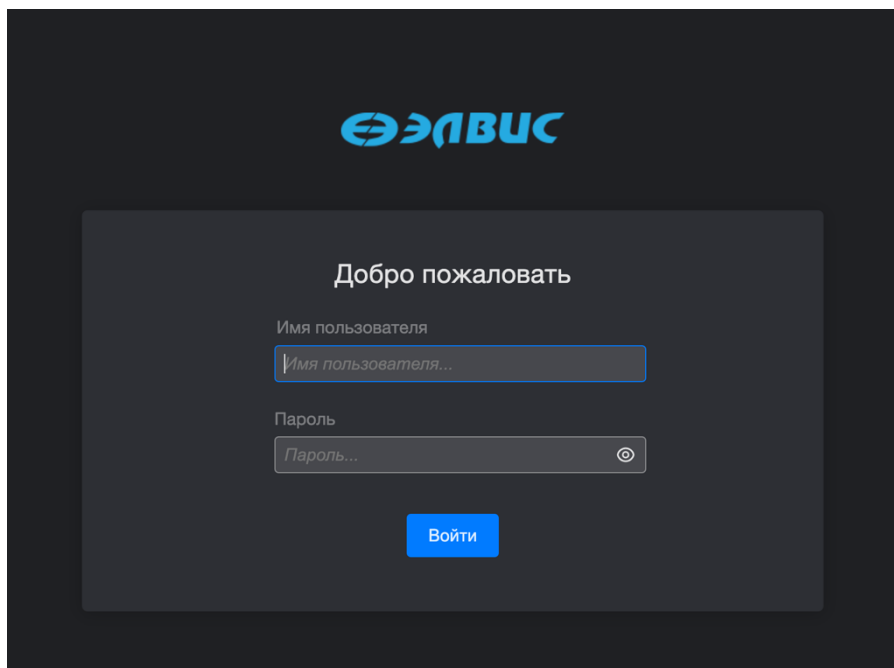 ЭЛВИС
Добро пожаловать
Имя пользователя
Имя пользователя...
Пароль
Пароль...
Войти